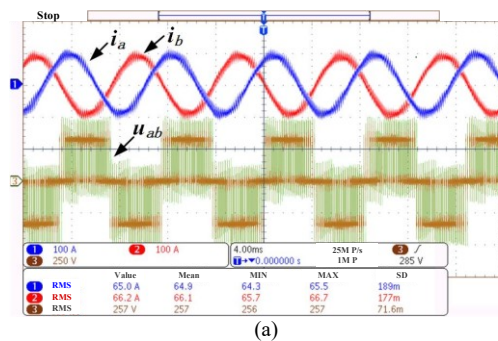 Stop
T
T
i_a
i_b
1
u_ab
3
1 100 A 2 100 A 4.00ms 25M P/s 3 ∫
3 250 V T→▼0.000000 s 1M P 285 V
Value Mean MIN MAX SD
1 RMS 65.0 A 64.9 64.3 65.5 189m
2 RMS 66.2 A 66.1 65.7 66.7 177m
3 RMS 257 V 257 256 257 71.6m
(a)